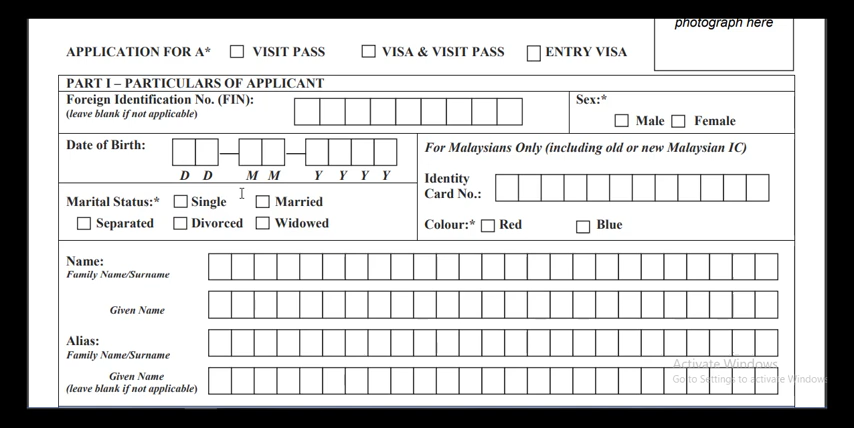 photograph here
APPLICATION FOR A* VISIT PASS VISA & VISIT PASS ENTRY VISA
PART I – PARTICULARS OF APPLICANT
Foreign Identification No. (FIN):
(leave blank if not applicable)
Sex:*
Male Female
Date of Birth:
D D M M Y Y Y Y
For Malaysians Only (including old or new Malaysian IC)
Identity
Card No.:
Marital Status:* Single Married
Separated Divorced Widowed
Colour:* Red Blue
Name:
Family Name/Surname
Given Name
Alias:
Family Name/Surname
Given Name
(leave blank if not applicable)
Activate Windows
Go to Settings to activate Windows